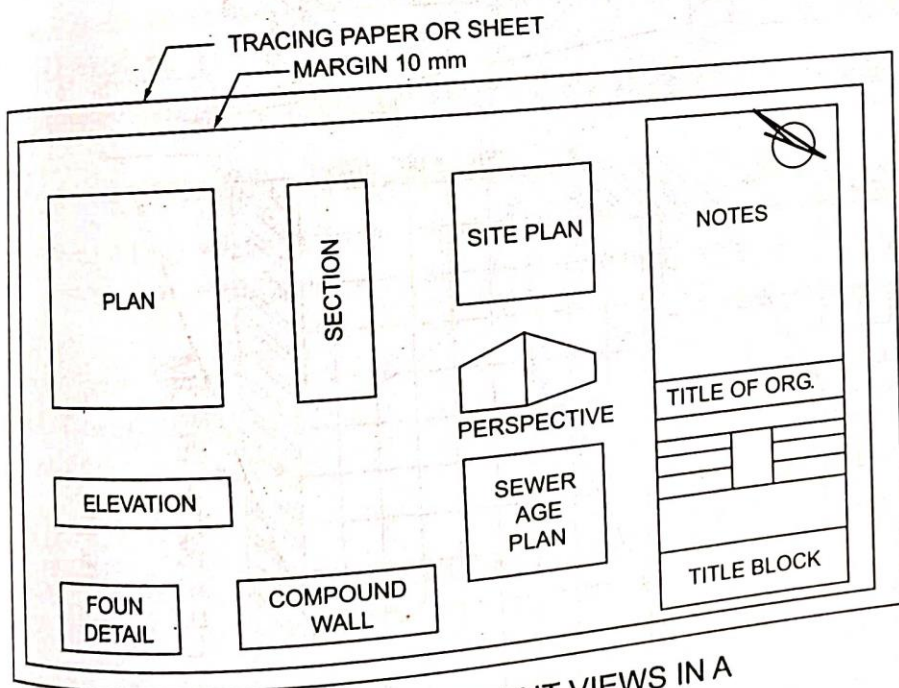 TRACING PAPER OR SHEET
MARGIN 10 mm
PLAN
SECTION
SITE PLAN
NOTES
PERSPECTIVE
TITLE OF ORG.
ELEVATION
SEWER
AGE
PLAN
FOUN
DETAIL
COMPOUND
WALL
TITLE BLOCK
VIEWS IN A